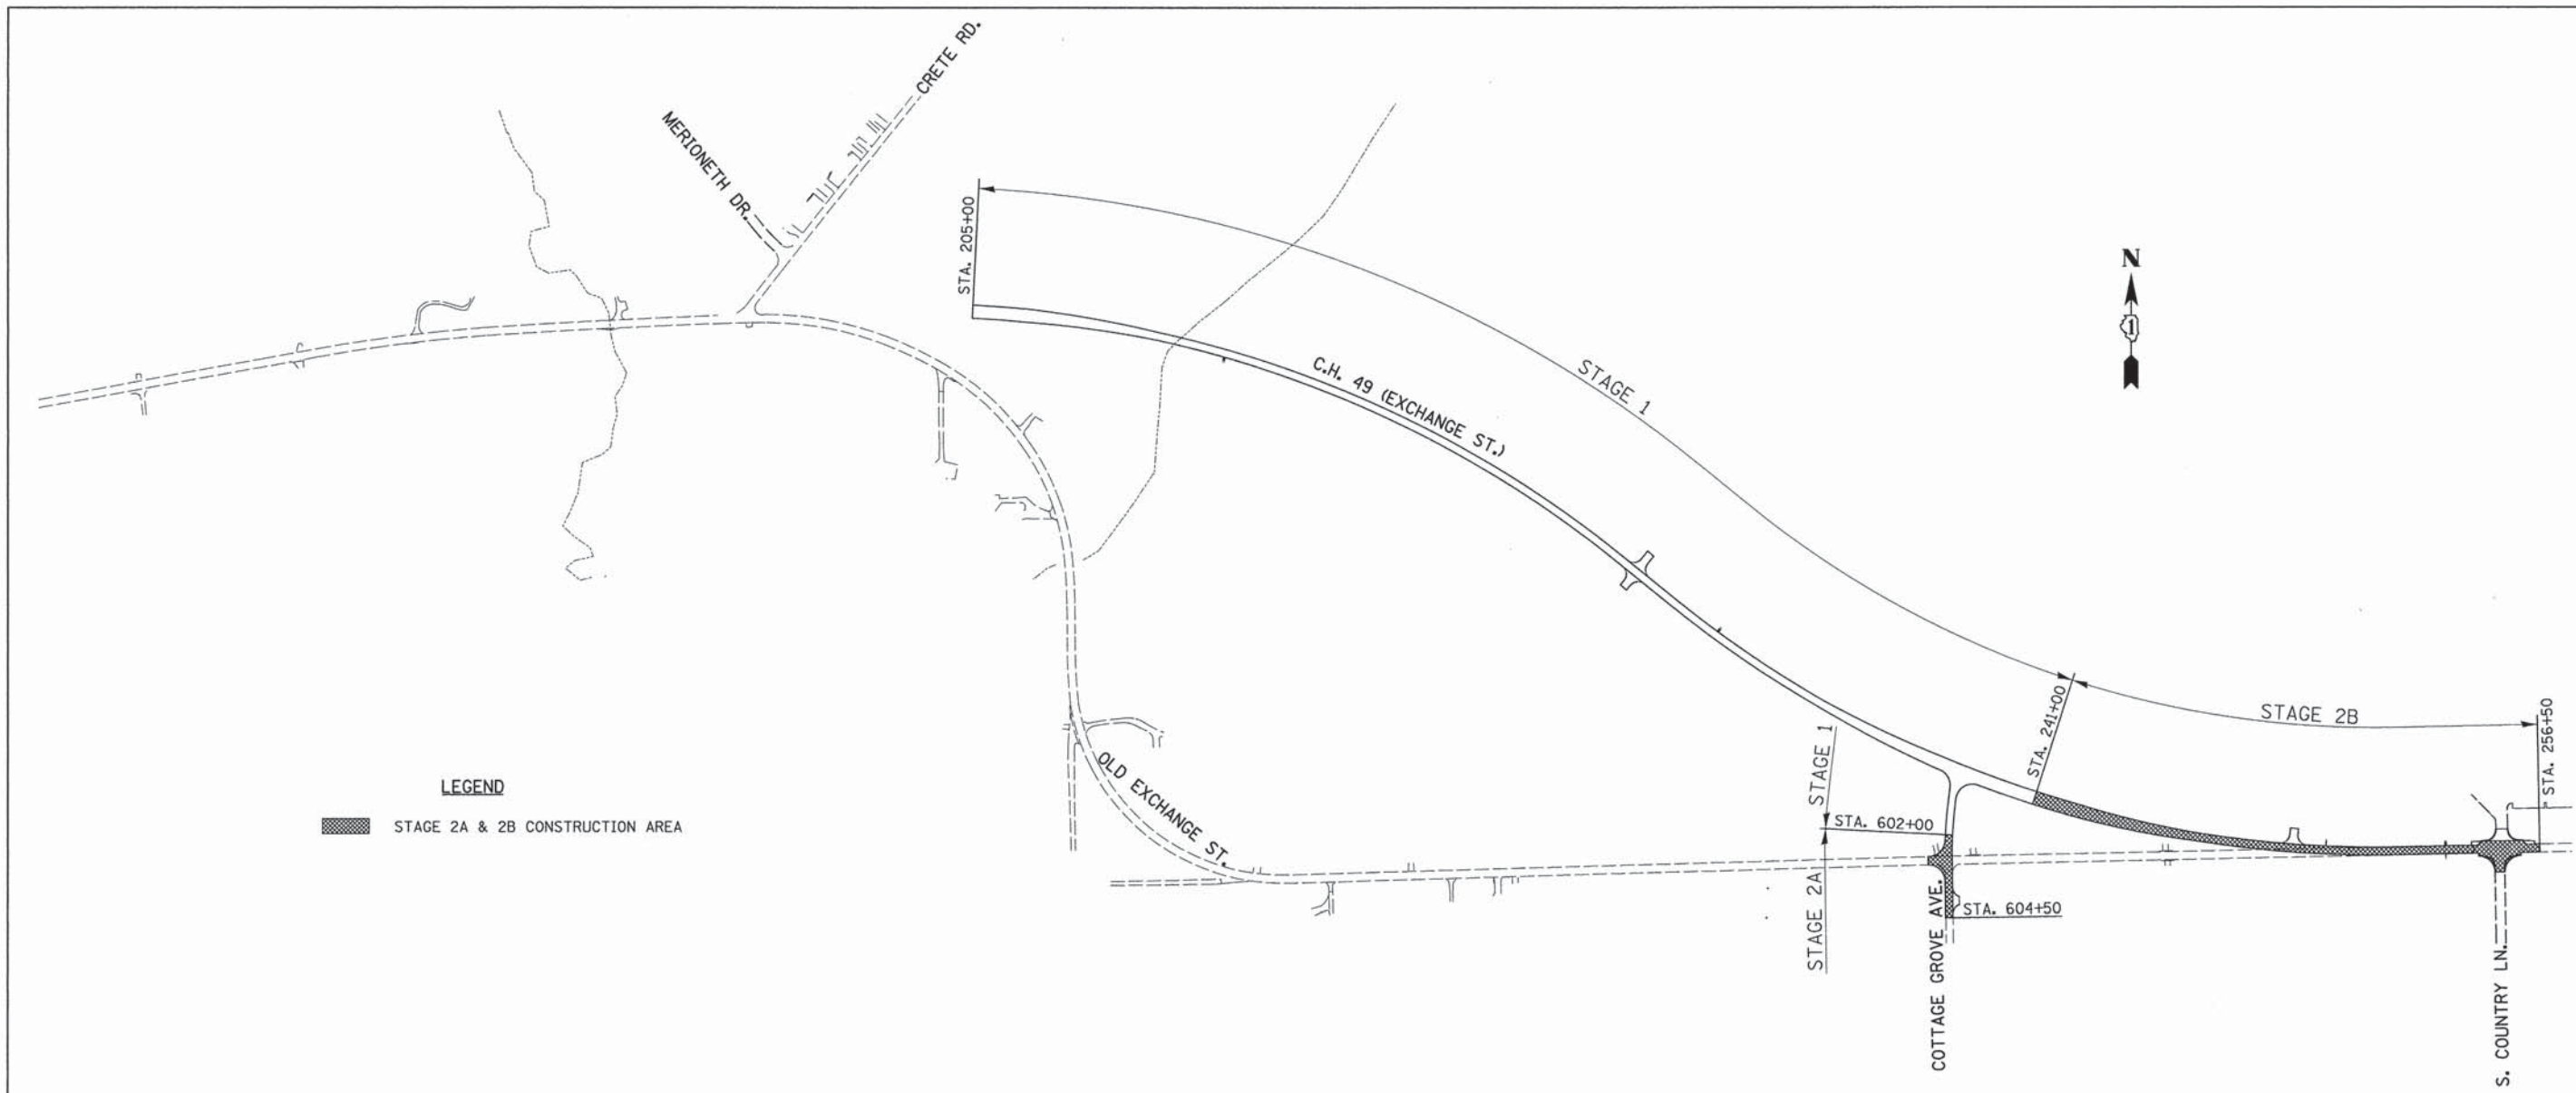 CRETE RD.
MERIONETH DR.
STA. 205+00
N
1
STAGE 1
C.H. 49 (EXCHANGE ST.)
STA. 241+00
STAGE 2B
STA. 256+50
STAGE 1
STA. 602+00
STAGE 2A
STA. 604+50
OLD EXCHANGE ST.
COTTAGE GROVE AVE.
S. COUNTRY LN.
LEGEND
STAGE 2A & 2B CONSTRUCTION AREA